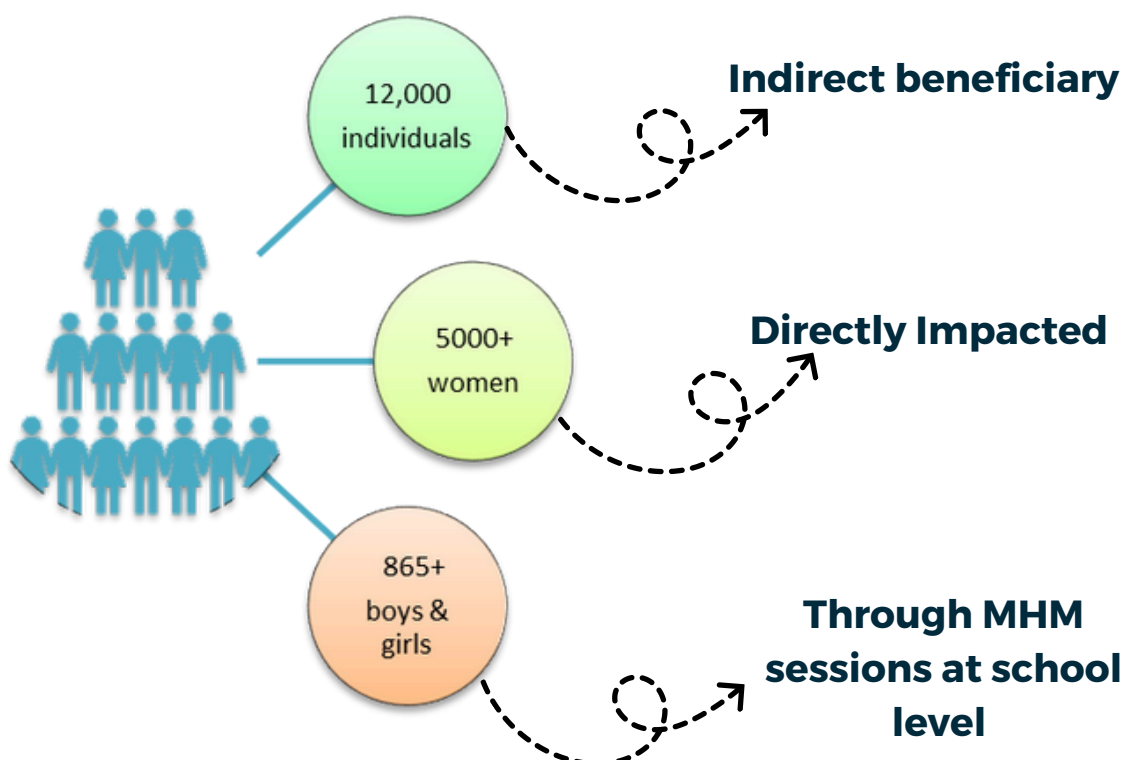 12,000
individuals
Indirect beneficiary
5000+
women
Directly Impacted
865+
boys &
girls
Through MHM
sessions at school
level